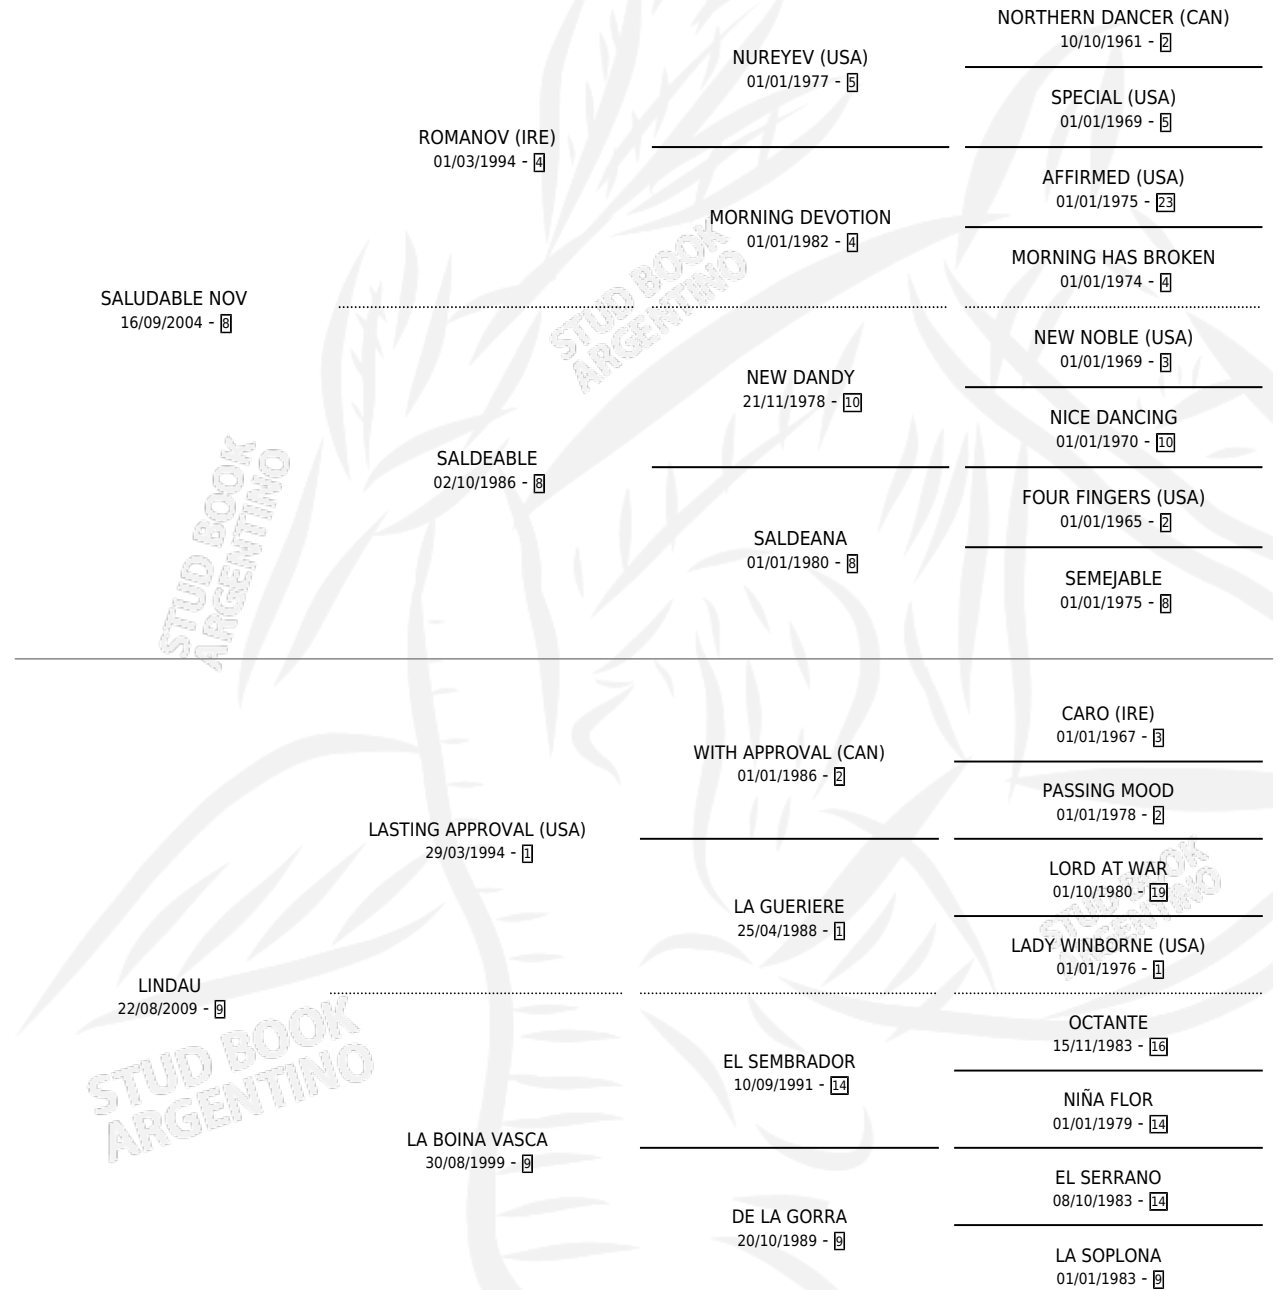 NORTHERN DANCER (CAN)
10/10/1961 - 2
NUREYEV (USA)
01/01/1977 - 5
SPECIAL (USA)
01/01/1969 - 5
ROMANOV (IRE)
01/03/1994 - 4
AFFIRMED (USA)
01/01/1975 - 23
MORNING DEVOTION
01/01/1982 - 4
MORNING HAS BROKEN
01/01/1974 - 4
SALUDABLE NOV
16/09/2004 - 8
NEW NOBLE (USA)
01/01/1969 - 3
NEW DANDY
21/11/1978 - 10
NICE DANCING
01/01/1970 - 10
SALDEABLE
02/10/1986 - 8
FOUR FINGERS (USA)
01/01/1965 - 2
SALDEANA
01/01/1980 - 8
SEMEJABLE
01/01/1975 - 8
CARO (IRE)
01/01/1967 - 3
WITH APPROVAL (CAN)
01/01/1986 - 2
PASSING MOOD
01/01/1978 - 2
LASTING APPROVAL (USA)
29/03/1994 - 1
LORD AT WAR
01/10/1980 - 19
LA GUERIERE
25/04/1988 - 1
LADY WINBORNE (USA)
01/01/1976 - 1
LINDAU
22/08/2009 - 9
OCTANTE
15/11/1983 - 16
EL SEMBRADOR
10/09/1991 - 14
NIÑA FLOR
01/01/1979 - 14
LA BOINA VASCA
30/08/1999 - 9
EL SERRANO
08/10/1983 - 14
DE LA GORRA
20/10/1989 - 9
LA SOPLONA
01/01/1983 - 9
STUD BOOK
ARGENTINO
STUD BOOK
ARGENTINO
STUD BOOK
ARGENTINO
STUD BOOK
ARGENTINO